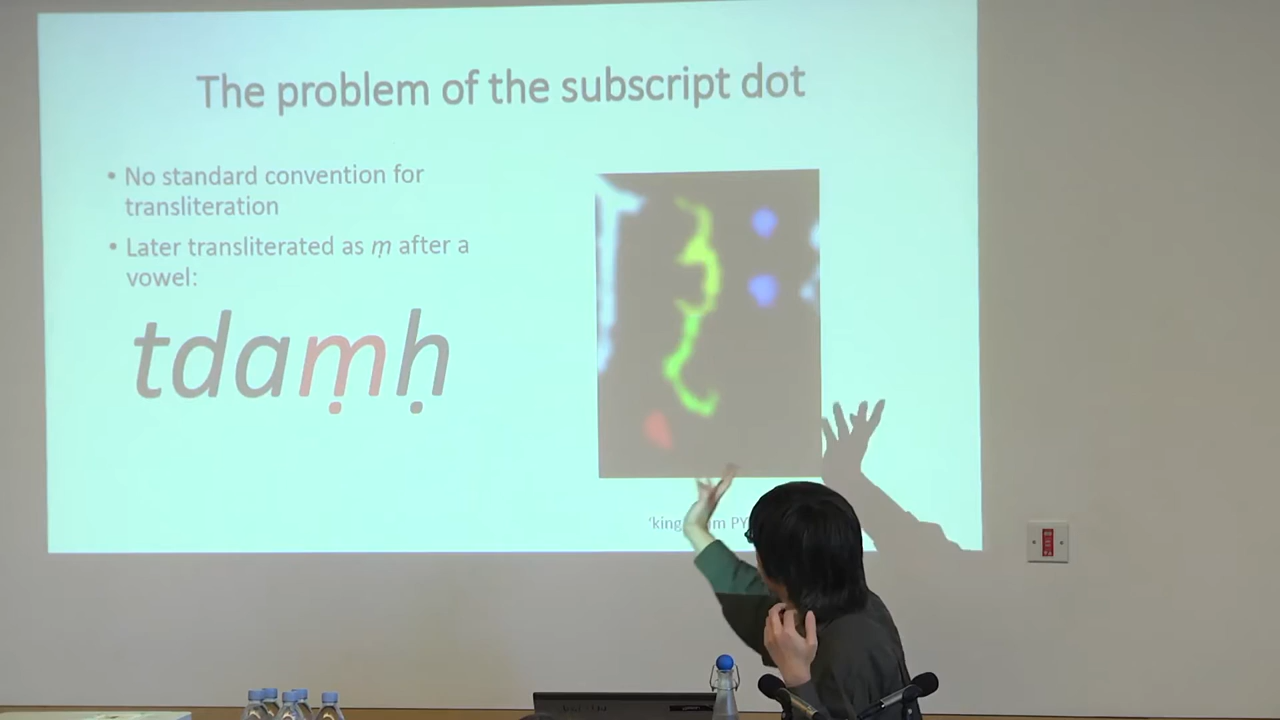 The problem of the subscript dot
• No standard convention for
transliteration
• Later transliterated as ṃ after a
vowel:
tdaṃḥ